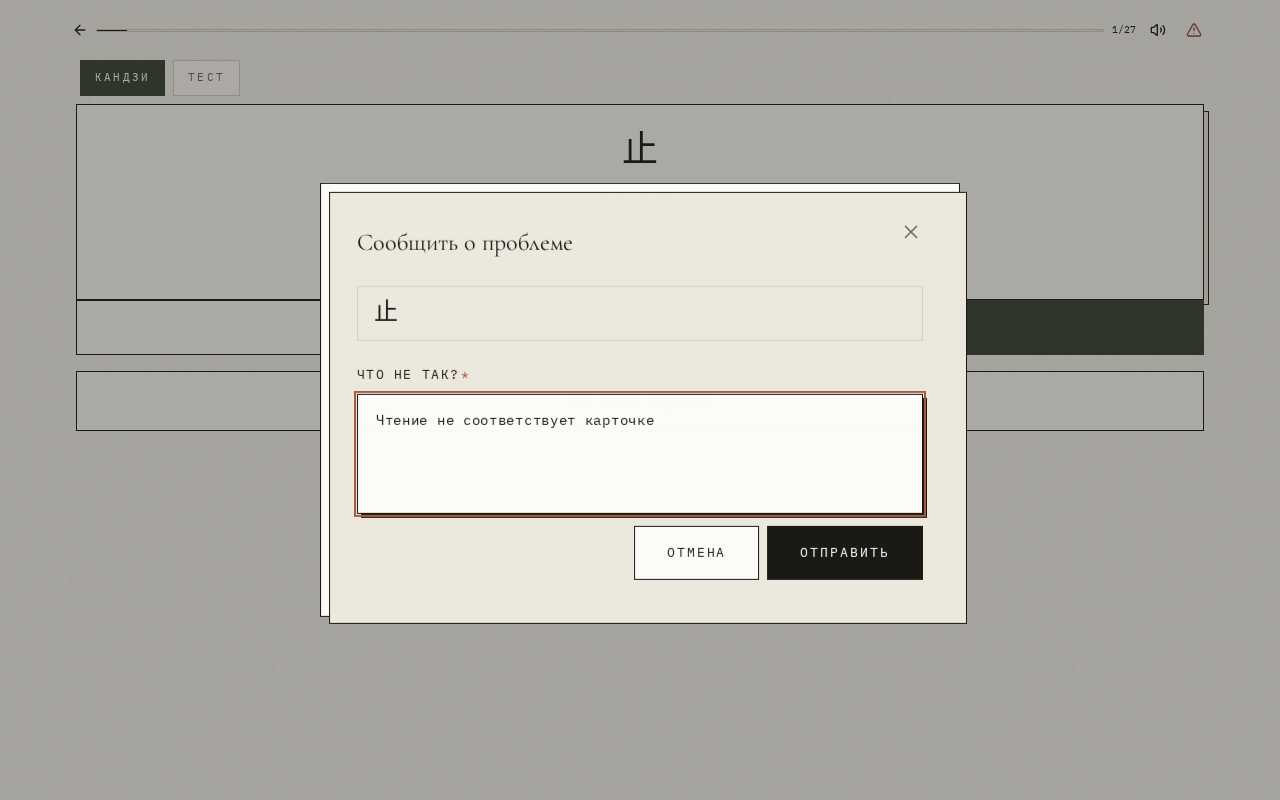 1/27
КАНДЗИ ТЕСТ
止
Сообщить о проблеме
止
ЧТО НЕ ТАК?*
Чтение не соответствует карточке
ОТМЕНА ОТПРАВИТЬ